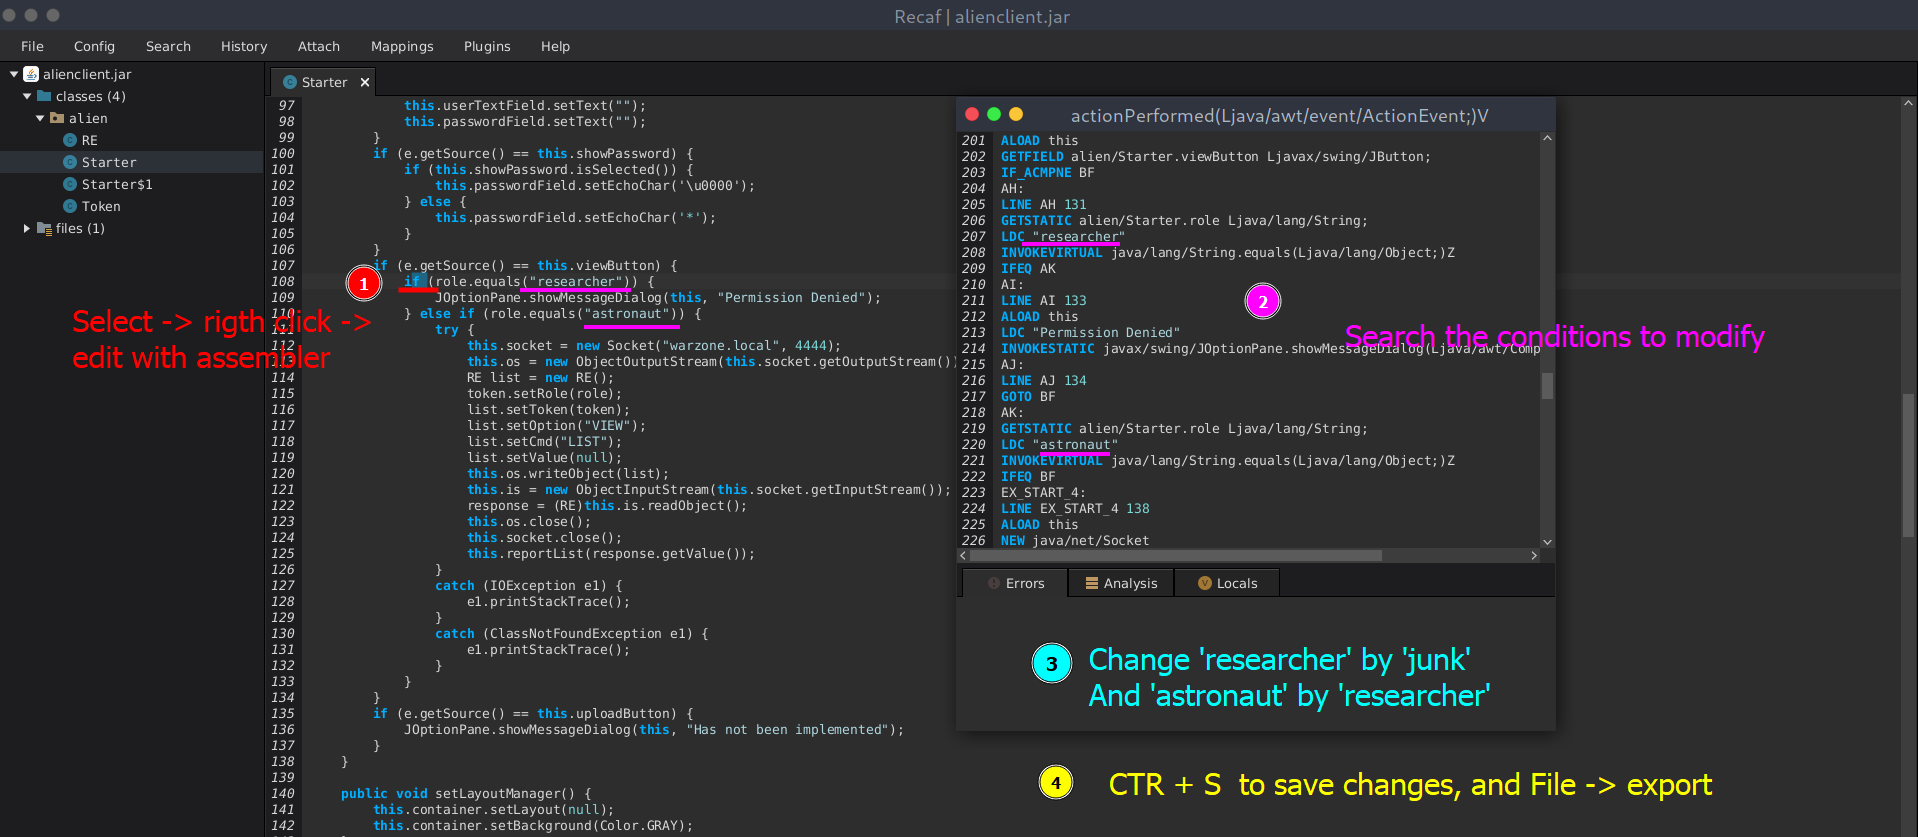 Recaf | alienclient.jar
File Config Search History Attach Mappings Plugins Help
alienclient.jar
classes (4)
alien
RE
Starter
Starter$1
Token
files (1)
Starter
97 this.userTextField.setText("");
98 this.passwordField.setText("");
99 }
100 if (e.getSource() == this.showPassword) {
101 if (this.showPassword.isSelected()) {
102 this.passwordField.setEchoChar('\u0000');
103 } else {
104 this.passwordField.setEchoChar('*');
105 }
106 }
107 if (e.getSource() == this.viewButton) {
108 if (role.equals("researcher")) {
109 JOptionPane.showMessageDialog(this, "Permission Denied");
110 } else if (role.equals("astronaut")) {
111 try {
112 this.socket = new Socket("warzone.local", 4444);
113 this.os = new ObjectOutputStream(this.socket.getOutputStream())
114 RE list = new RE();
115 token.setRole(role);
116 list.setToken(token);
117 list.setOption("VIEW");
118 list.setCmd("LIST");
119 list.setValue(null);
120 this.os.writeObject(list);
121 this.is = new ObjectInputStream(this.socket.getInputStream());
122 response = (RE)this.is.readObject();
123 this.os.close();
124 this.socket.close();
125 this.reportList(response.getValue());
126 }
127 catch (IOException e1) {
128 e1.printStackTrace();
129 }
130 catch (ClassNotFoundException e1) {
131 e1.printStackTrace();
132 }
133 }
134 }
135 if (e.getSource() == this.uploadButton) {
136 JOptionPane.showMessageDialog(this, "Has not been implemented");
137 }
138 }
139
140 public void setLayoutManager() {
141 this.container.setLayout(null);
142 this.container.setBackground(Color.GRAY);
1
Select -> rigth click ->
edit with assembler
actionPerformed(Ljava/awt/event/ActionEvent;)V
201 ALOAD this
202 GETFIELD alien/Starter.viewButton Ljavax/swing/JButton;
203 IF_ACMPNE BF
204 AH:
205 LINE AH 131
206 GETSTATIC alien/Starter.role Ljava/lang/String;
207 LDC "researcher"
208 INVOKEVIRTUAL java/lang/String.equals(Ljava/lang/Object;)Z
209 IFEQ AK
210 AI:
211 LINE AI 133
212 ALOAD this
213 LDC "Permission Denied"
214 INVOKESTATIC javax/swing/JOptionPane.showMessageDialog(Ljava/awt/Comp
215 AJ:
216 LINE AJ 134
217 GOTO BF
218 AK:
219 GETSTATIC alien/Starter.role Ljava/lang/String;
220 LDC "astronaut"
221 INVOKEVIRTUAL java/lang/String.equals(Ljava/lang/Object;)Z
222 IFEQ BF
223 EX_START_4:
224 LINE EX_START_4 138
225 ALOAD this
226 NEW java/net/Socket
2
Search the conditions to modify
Errors Analysis Locals
3 Change 'researcher' by 'junk'
And 'astronaut' by 'researcher'
4 CTR + S to save changes, and File -> export